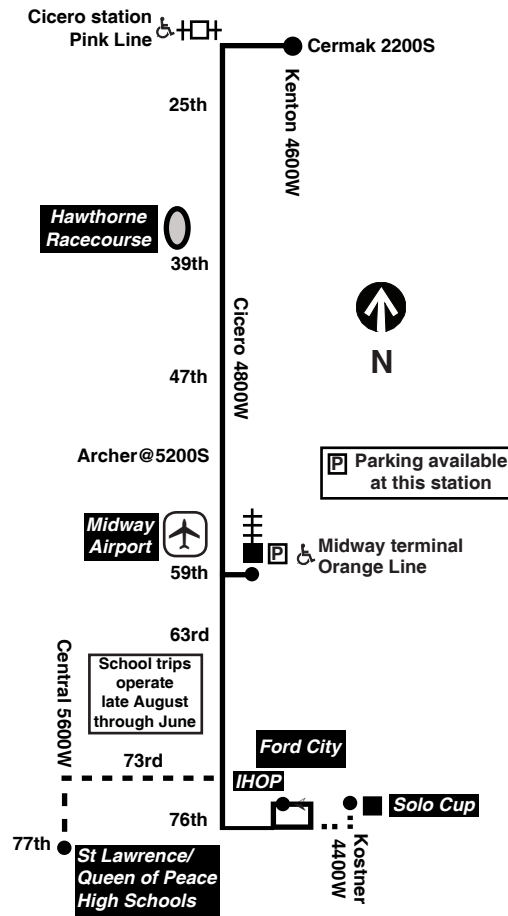 Cicero station
Pink Line
Cermak 2200S
Kenton 4600W
25th
Hawthorne
Racecourse
39th
Cicero 4800W
N
47th
Archer@5200S
P Parking available
at this station
Midway
Airport
P
Midway terminal
Orange Line
59th
63rd
Central 5600W
School trips
operate
late August
through June
Ford City
73rd
IHOP
Solo Cup
76th
Kostner
4400W
77th
St Lawrence/
Queen of Peace
High Schools